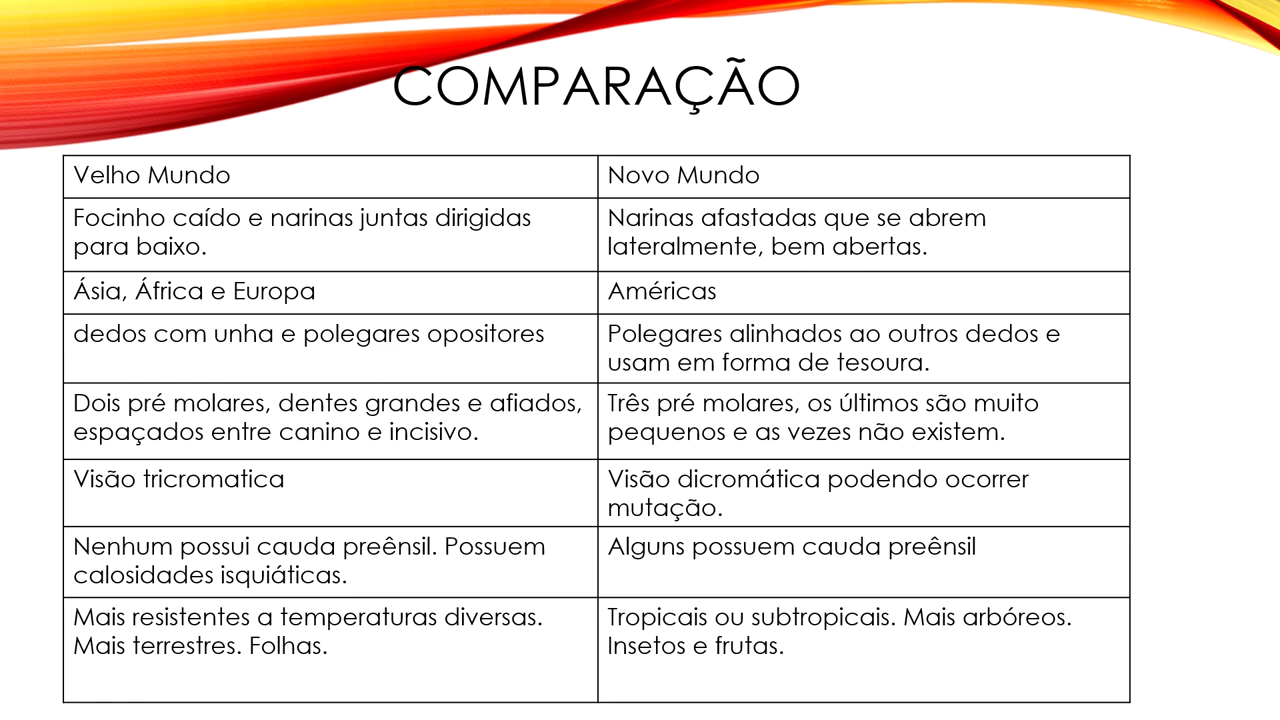 COMPARAÇÃO
Velho Mundo
Novo Mundo
Focinho caído e narinas juntas dirigidas
para baixo.
Narinas afastadas que se abrem
lateralmente, bem abertas.
Ásia, África e Europa
Américas
dedos com unha e polegares opositores
Polegares alinhados ao outros dedos e
usam em forma de tesoura.
Dois pré molares, dentes grandes e afiados,
espaçados entre canino e incisivo.
Três pré molares, os últimos são muito
pequenos e as vezes não existem.
Visão tricromatica
Visão dicromática podendo ocorrer
mutação.
Nenhum possui cauda preênsil. Possuem
calosidades isquiáticas.
Alguns possuem cauda preênsil
Mais resistentes a temperaturas diversas.
Mais terrestres. Folhas.
Tropicais ou subtropicais. Mais arbóreos.
Insetos e frutas.